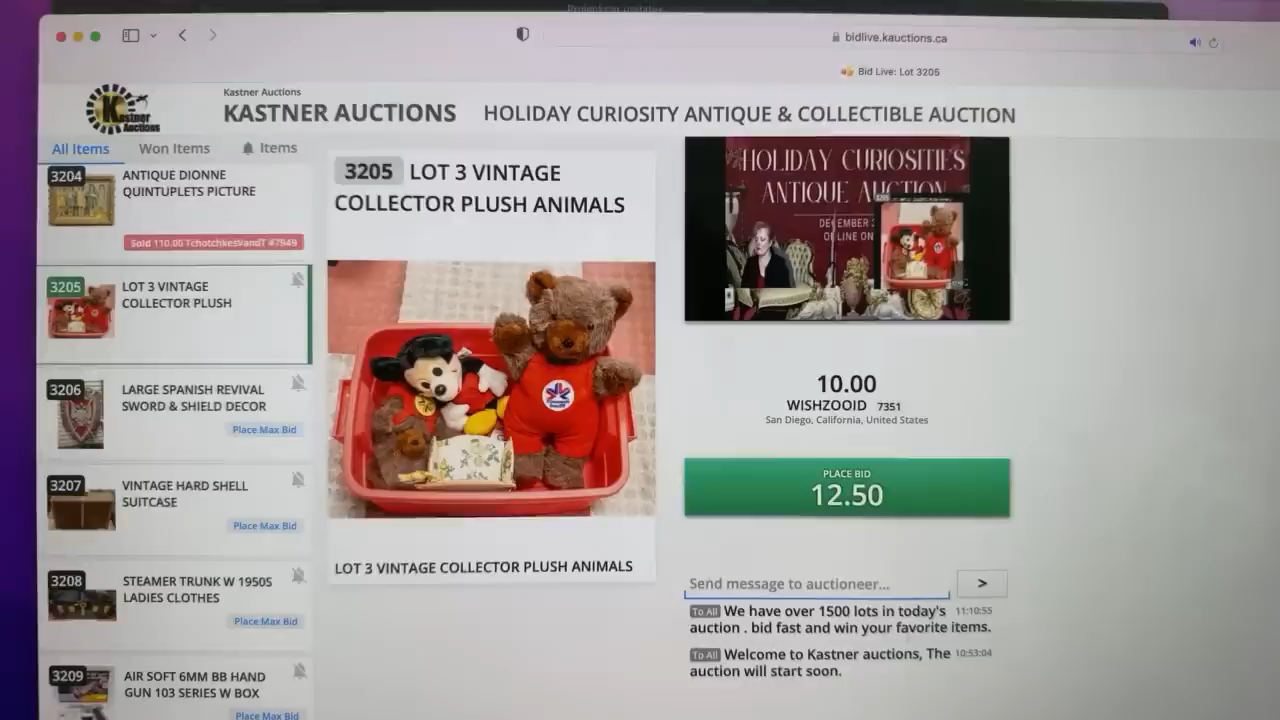 bidlive.kauctions.ca
Bid Live: Lot 3205
Kastner Auctions
Kastner
Auctions
KASTNER AUCTIONS
HOLIDAY CURIOSITY ANTIQUE & COLLECTIBLE AUCTION
All Items
Won Items
Items
3204
ANTIQUE DIONNE
QUINTUPLETS PICTURE
Sold 110.00 TchotchkesVandT #7949
3205
LOT 3 VINTAGE
COLLECTOR PLUSH
3206
LARGE SPANISH REVIVAL
SWORD & SHIELD DECOR
Place Max Bid
3207
VINTAGE HARD SHELL
SUITCASE
Place Max Bid
3208
STEAMER TRUNK W 1950S
LADIES CLOTHES
Place Max Bid
3209
AIR SOFT 6MM BB HAND
GUN 103 SERIES W BOX
Place Max Bid
3205 LOT 3 VINTAGE
COLLECTOR PLUSH ANIMALS
LOT 3 VINTAGE COLLECTOR PLUSH ANIMALS
HOLIDAY CURIOSITIES
ANTIQUE AUCTION
10.00
WISHZOOID 7351
San Diego, California, United States
PLACE BID
12.50
Send message to auctioneer...
>
To All We have over 1500 lots in today's 11:10:55
auction . bid fast and win your favorite items.
To All Welcome to Kastner auctions, The 10:53:04
auction will start soon.